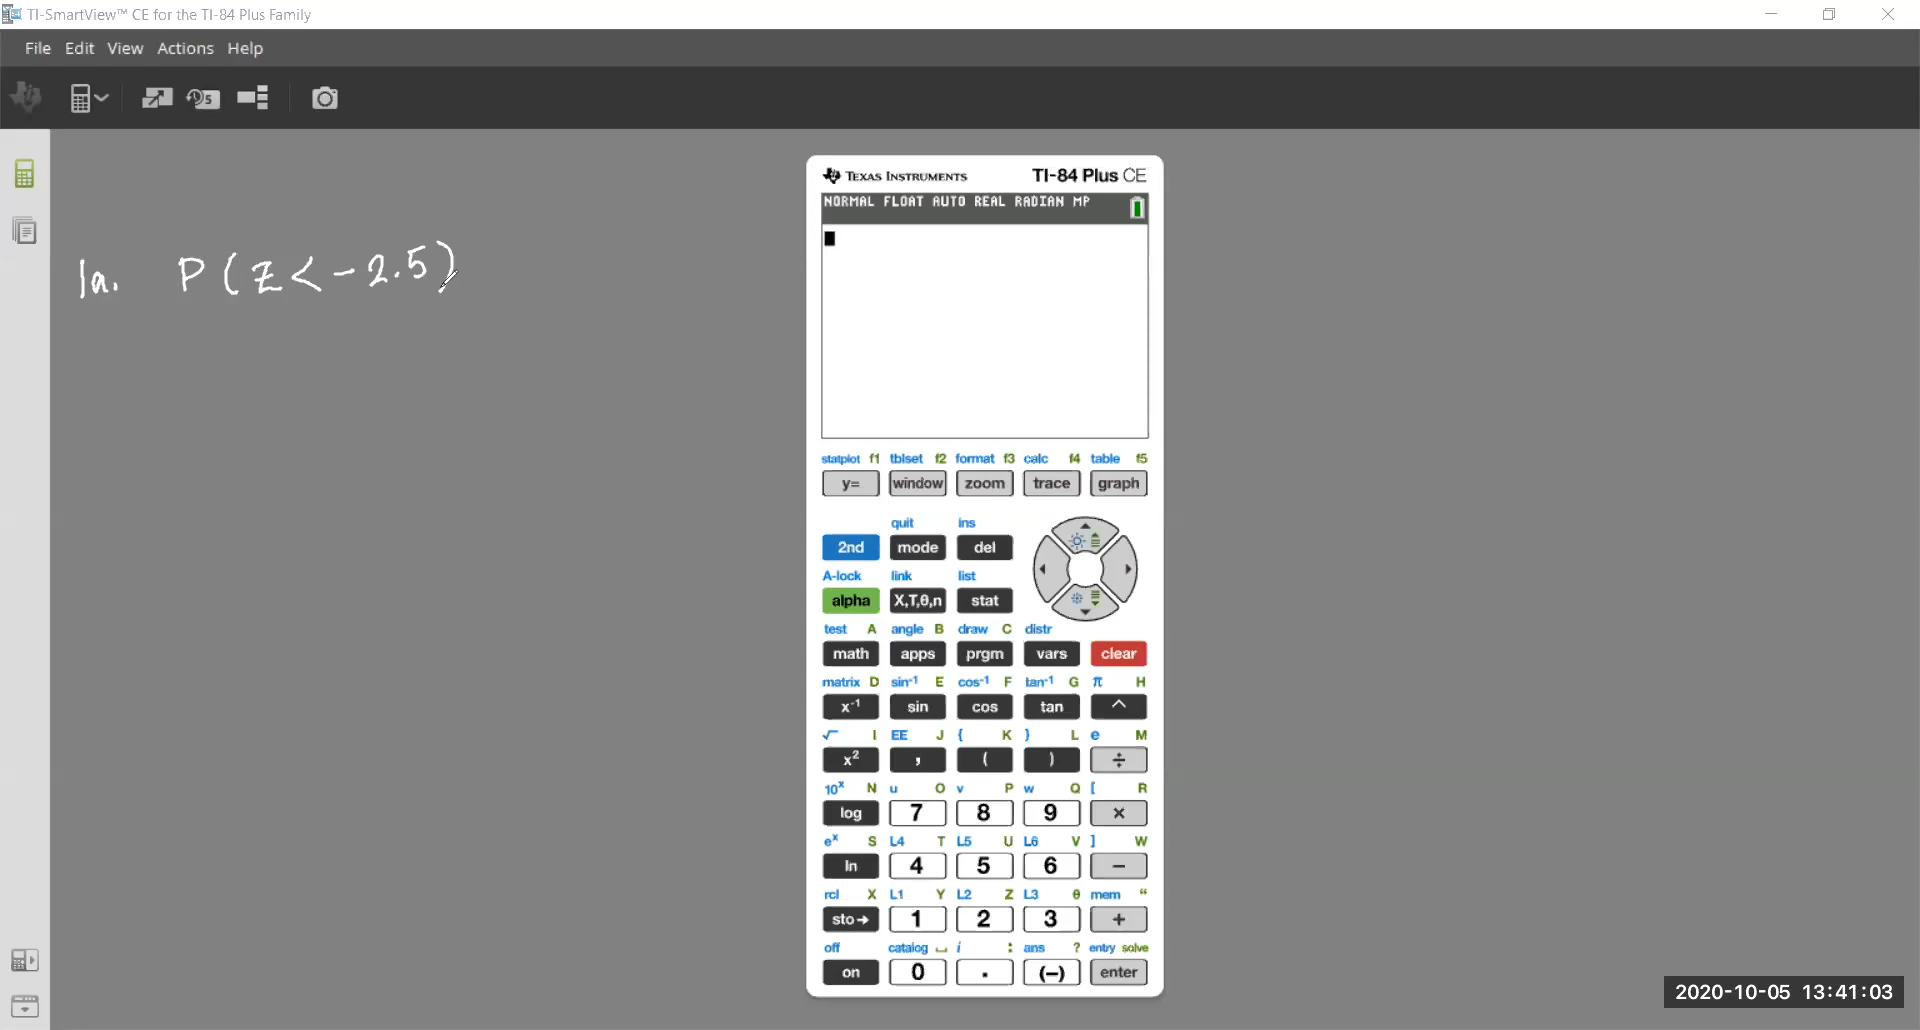 TI-SmartView™ CE for the TI-84 Plus Family
File Edit View Actions Help
1a. P(Z<-2.5)
TEXAS INSTRUMENTS TI-84 Plus CE
NORMAL FLOAT AUTO REAL RADIAN MP
statplot f1 tblset f2 format f3 calc f4 table f5
y= window zoom trace graph
quit ins
2nd mode del
A-lock link list
alpha X,T,θ,n stat
test A angle B draw C distr
math apps prgm vars clear
matrix D sin⁻¹ E cos⁻¹ F tan⁻¹ G π H
x⁻¹ sin cos tan ^
√ I EE J { K } L e M
x² , ( ) ÷
10ˣ N u O v P w Q [ R
log 7 8 9 ×
eˣ S L4 T L5 U L6 V ] W
ln 4 5 6 −
rcl X L1 Y L2 Z L3 θ mem “
sto→ 1 2 3 +
off catalog ⎵ i : ans ? entry solve
on 0 . (−) enter
2020-10-05 13:41:03